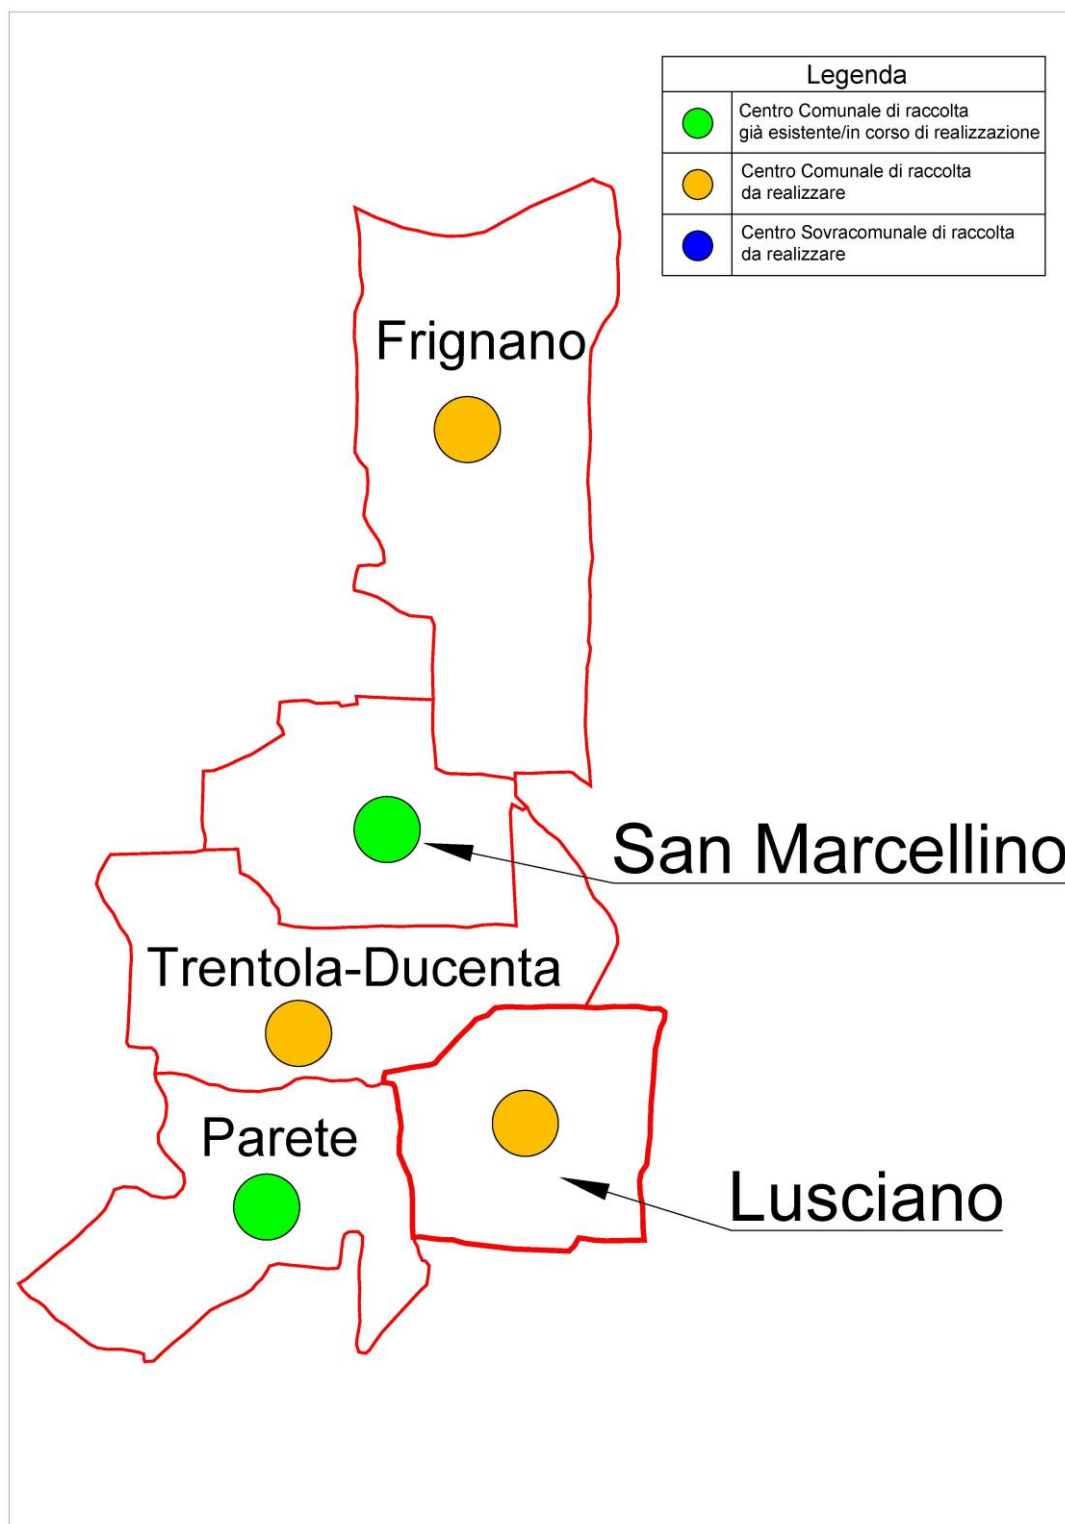 Legenda
Centro Comunale di raccolta
già esistente/in corso di realizzazione
Centro Comunale di raccolta
da realizzare
Centro Sovracomunale di raccolta
da realizzare
Frignano
San Marcellino
Trentola-Ducenta
Parete
Lusciano